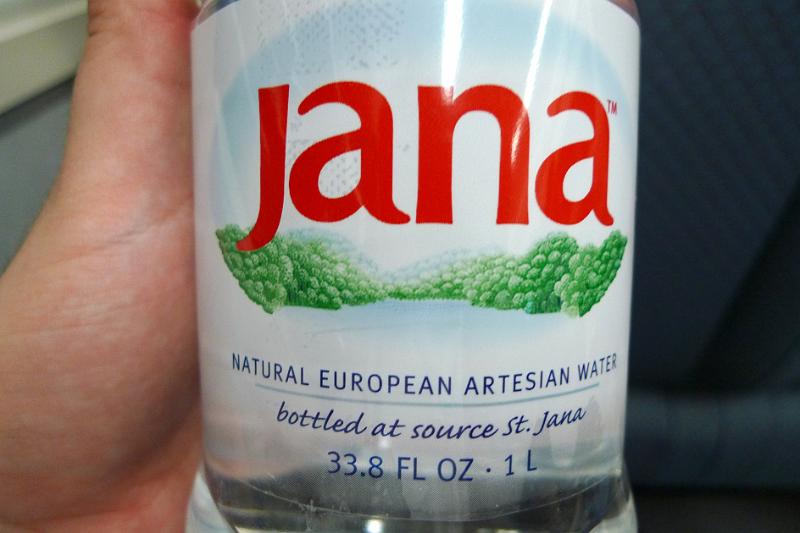 Jana™
NATURAL EUROPEAN ARTESIAN WATER
bottled at source St. Jana
33.8 FL OZ · 1 L